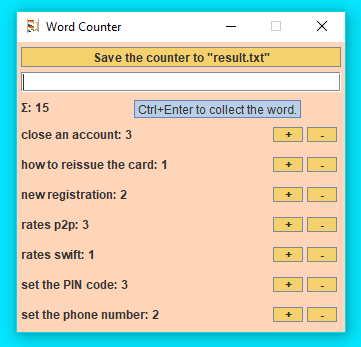 Word Counter
Save the counter to "result.txt"
Σ: 15
Ctrl+Enter to collect the word.
close an account: 3 + -
how to reissue the card: 1 + -
new registration: 2 + -
rates p2p: 3 + -
rates swift: 1 + -
set the PIN code: 3 + -
set the phone number: 2 + -